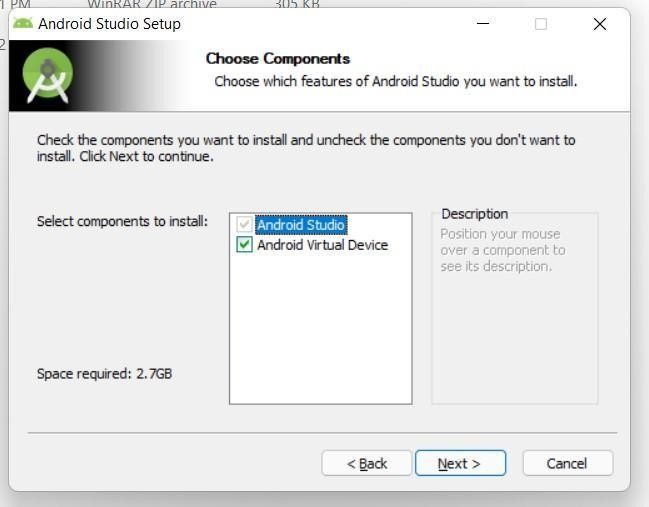 1 PM WinRAR ZIP archive 305 KB
Android Studio Setup
2
Choose Components
Choose which features of Android Studio you want to install.
Check the components you want to install and uncheck the components you don't want to
install. Click Next to continue.
Select components to install:
Android Studio
Android Virtual Device
Description
Position your mouse
over a component to
see its description.
Space required: 2.7GB
< Back
Next >
Cancel